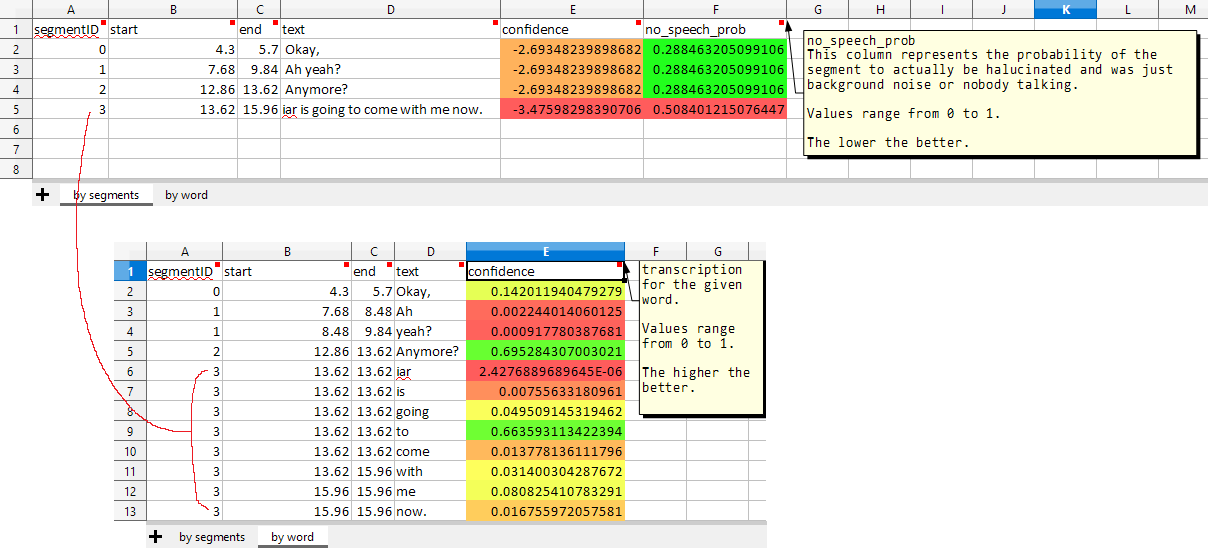 A B C D E F G H I J K L M
1 segmentID start end text confidence no_speech_prob
2 0 4.3 5.7 Okay, -2.69348239898682 0.288463205099106
3 1 7.68 9.84 Ah yeah? -2.69348239898682 0.288463205099106
4 2 12.86 13.62 Anymore? -2.69348239898682 0.288463205099106
5 3 13.62 15.96 iar is going to come with me now. -3.47598298390706 0.508401215076447
6
7
8
no_speech_prob
This column represents the probability of the
segment to actually be halucinated and was just
background noise or nobody talking.
Values range from 0 to 1.
The lower the better.
+ by segments by word
A B C D E F G
1 segmentID start end text confidence
2 0 4.3 5.7 Okay, 0.142011940479279
3 1 7.68 8.48 Ah 0.002244014060125
4 1 8.48 9.84 yeah? 0.000917780387681
5 2 12.86 13.62 Anymore? 0.695284307003021
6 3 13.62 13.62 iar 2.4276889689645E-06
7 3 13.62 13.62 is 0.00755633180961
8 3 13.62 13.62 going 0.049509145319462
9 3 13.62 13.62 to 0.663593113422394
10 3 13.62 13.62 come 0.013778136111796
11 3 13.62 15.96 with 0.031400304287672
12 3 15.96 15.96 me 0.080825410783291
13 3 15.96 15.96 now. 0.016755972057581
transcription
for the given
word.
Values range
from 0 to 1.
The higher the
better.
+ by segments by word